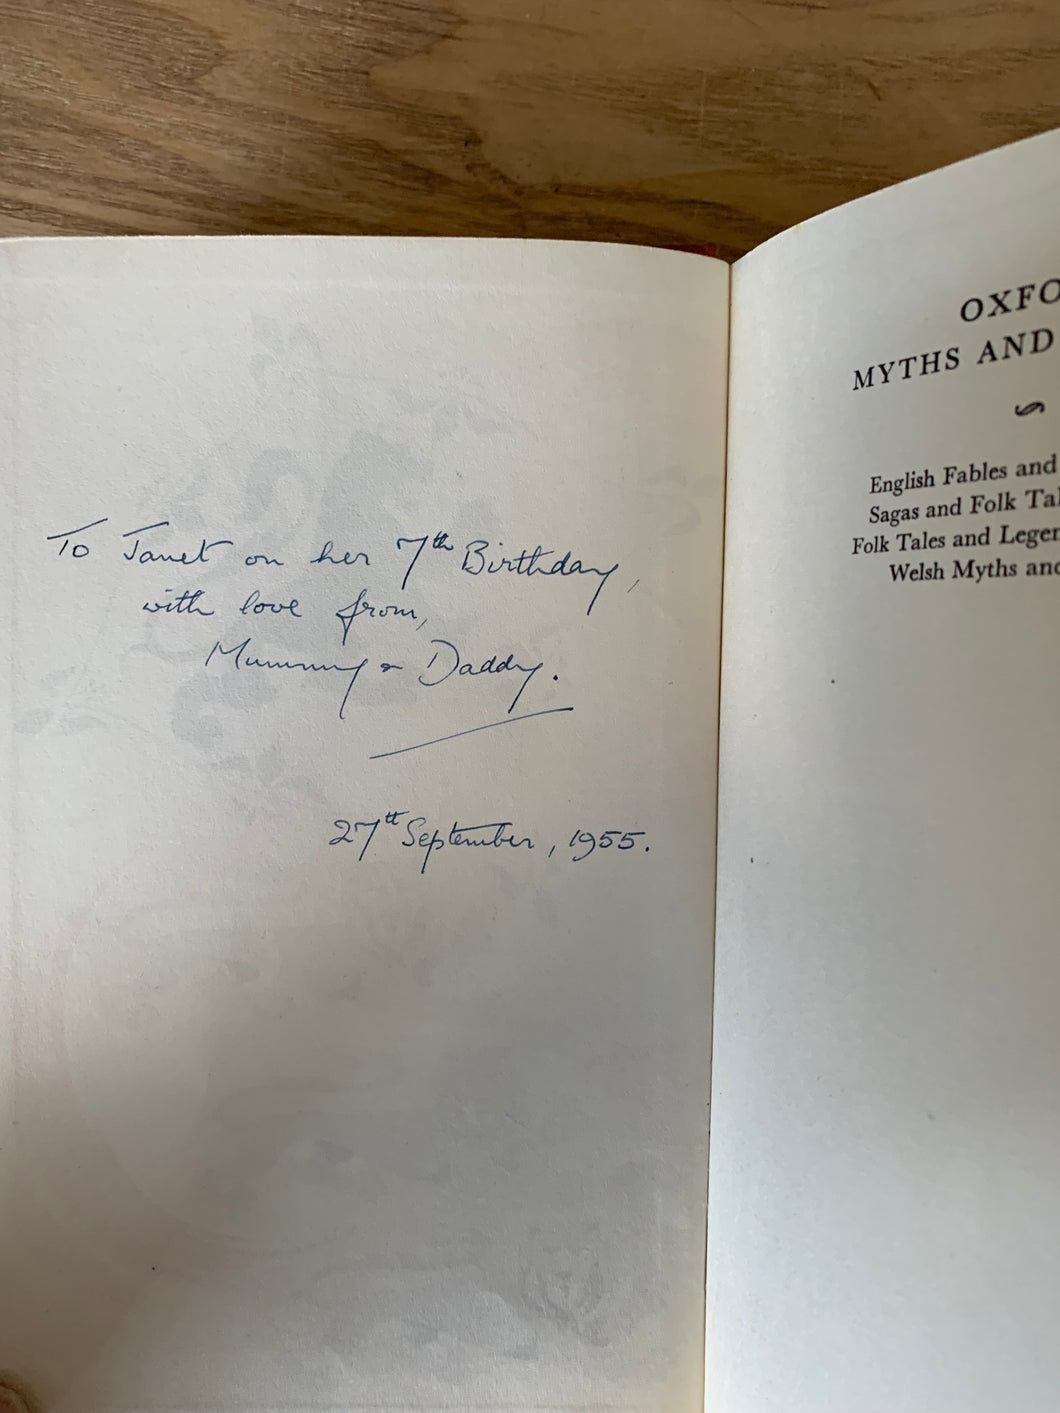 To Janet on her 7th Birthday,
with love from,
Mummy & Daddy.
27th September, 1955.
OXFO
MYTHS AND
English Fables and
Sagas and Folk Tal
Folk Tales and Legen
Welsh Myths and